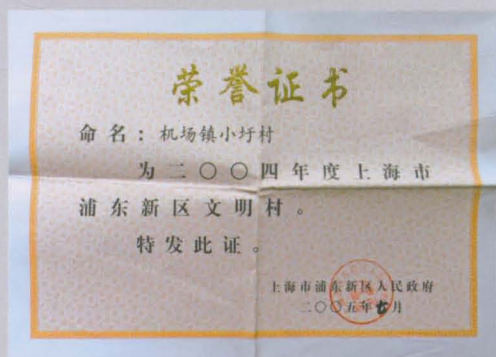 荣誉证书
命名：机场镇小圩村
为二〇〇四年度上海市
浦东新区文明村。
特发此证。
上海市浦东新区人民政府
二〇〇五年七月